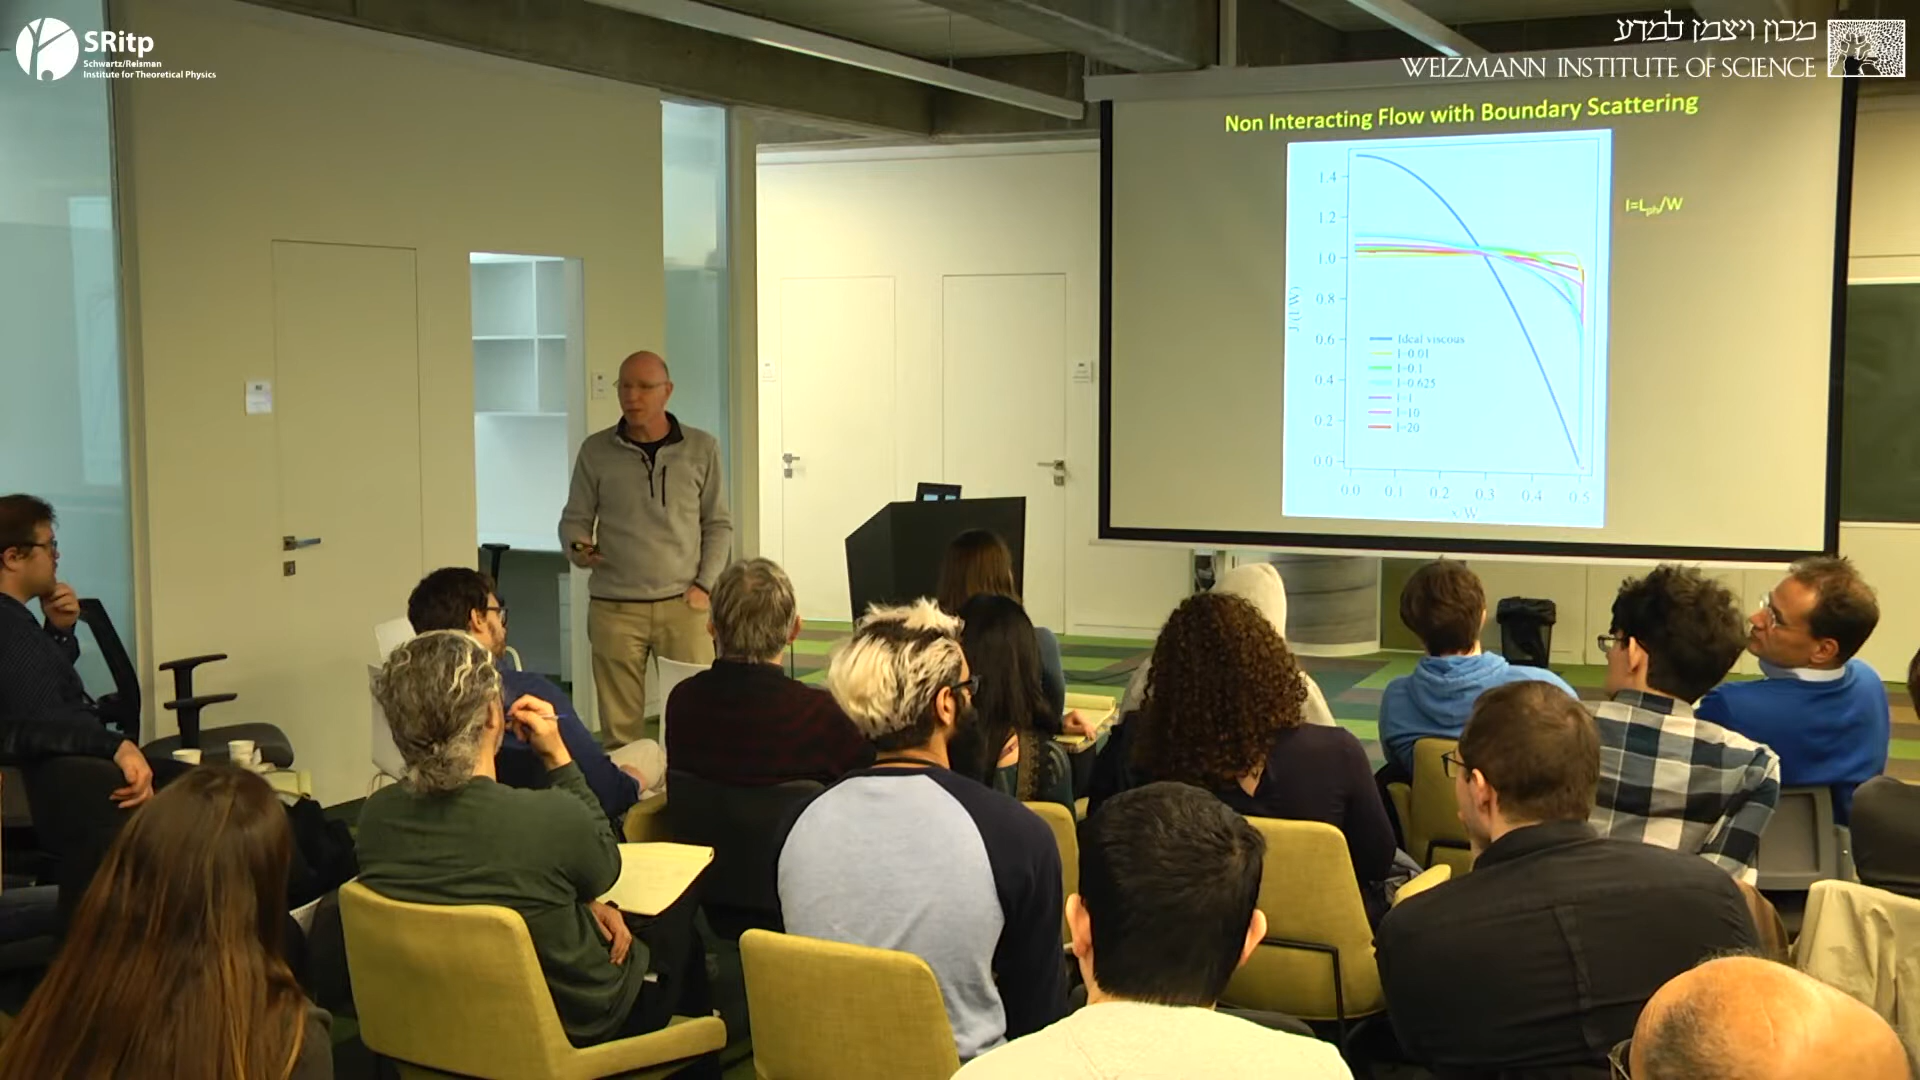 SRitp
Schwartz/Reisman
Institute for Theoretical Physics
מכון ויצמן למדע
WEIZMANN INSTITUTE OF SCIENCE
Non Interacting Flow with Boundary Scattering
l=Lph/W
1.4
1.2
1.0
0.8
0.6
0.4
0.2
0.0
Ideal viscous
l=0.01
l=0.1
l=0.625
l=1
l=10
l=20
0.0 0.1 0.2 0.3 0.4 0.5
x/W